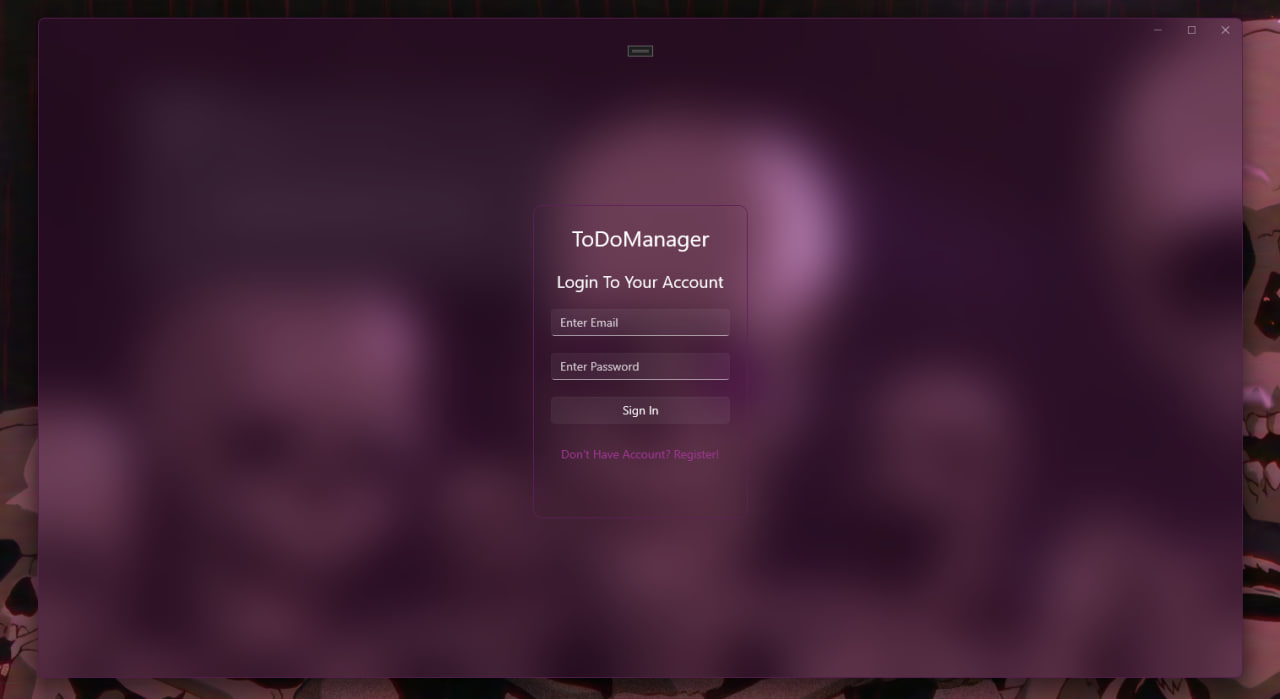 ToDoManager
Login To Your Account
Enter Email
Enter Password
Sign In
Don't Have Account? Register!